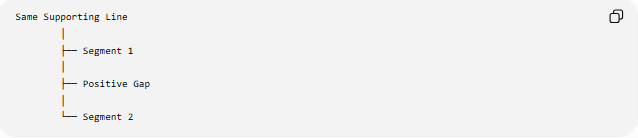 Same Supporting Line
│
├── Segment 1
│
├── Positive Gap
│
└── Segment 2